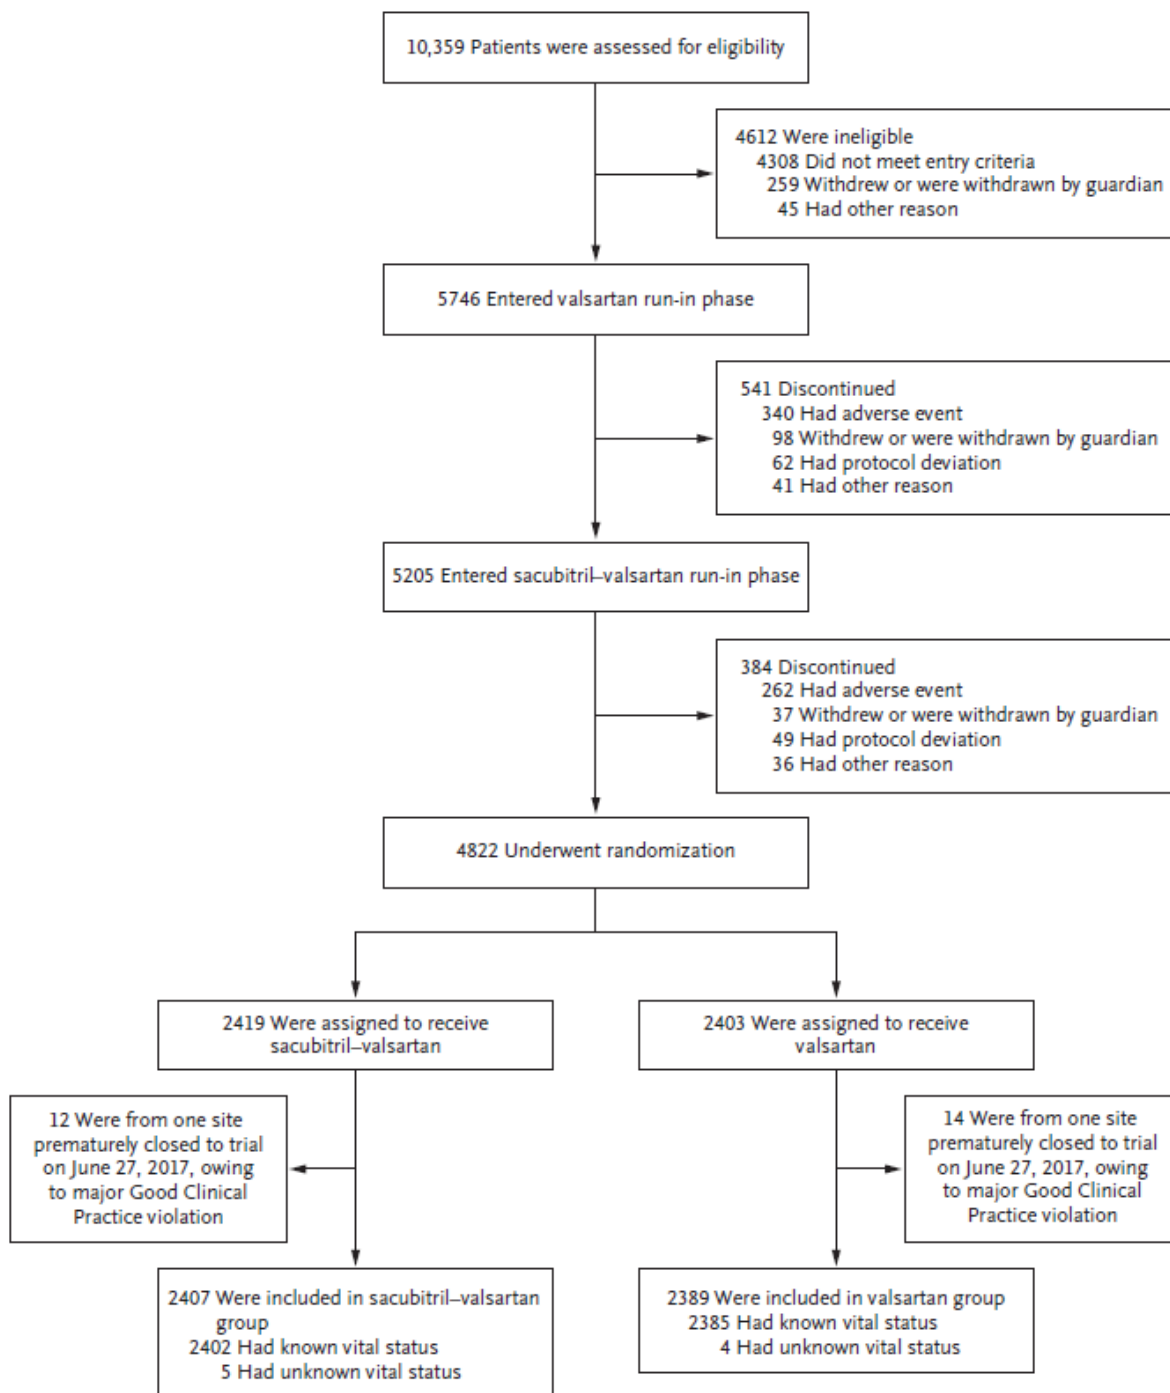 10,359 Patients were assessed for eligibility
4612 Were ineligible
4308 Did not meet entry criteria
259 Withdrew or were withdrawn by guardian
45 Had other reason
5746 Entered valsartan run-in phase
541 Discontinued
340 Had adverse event
98 Withdrew or were withdrawn by guardian
62 Had protocol deviation
41 Had other reason
5205 Entered sacubitril–valsartan run-in phase
384 Discontinued
262 Had adverse event
37 Withdrew or were withdrawn by guardian
49 Had protocol deviation
36 Had other reason
4822 Underwent randomization
2419 Were assigned to receive
sacubitril–valsartan
2403 Were assigned to receive
valsartan
12 Were from one site
prematurely closed to trial
on June 27, 2017, owing
to major Good Clinical
Practice violation
14 Were from one site
prematurely closed to trial
on June 27, 2017, owing
to major Good Clinical
Practice violation
2407 Were included in sacubitril–valsartan
group
2402 Had known vital status
5 Had unknown vital status
2389 Were included in valsartan group
2385 Had known vital status
4 Had unknown vital status